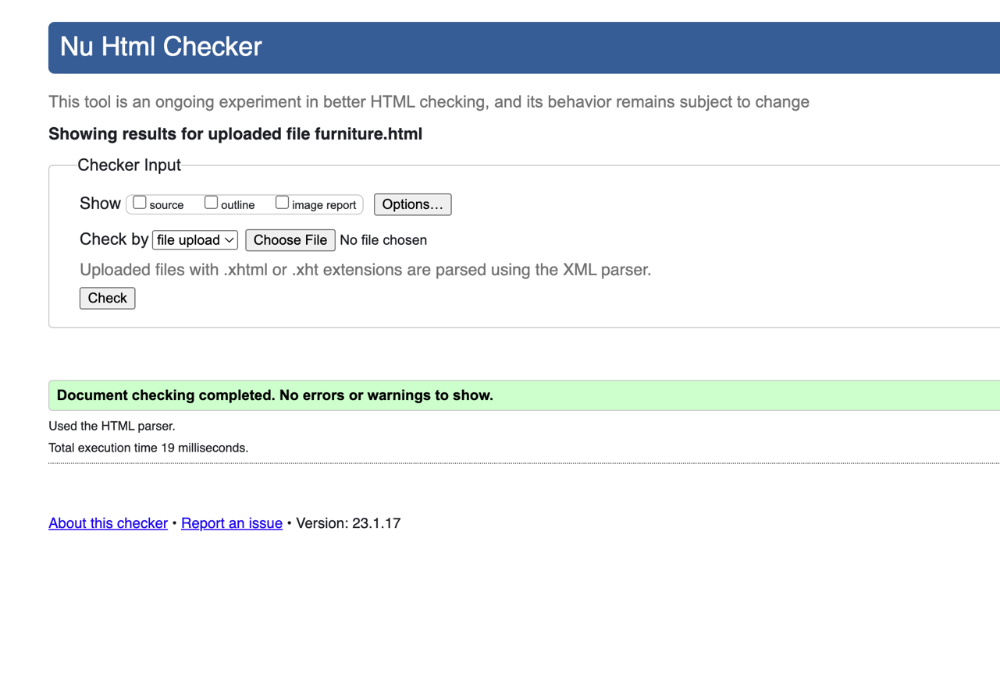 Nu Html Checker
This tool is an ongoing experiment in better HTML checking, and its behavior remains subject to change
Showing results for uploaded file furniture.html
Checker Input
Show source outline image report Options…
Check by file upload Choose File No file chosen
Uploaded files with .xhtml or .xht extensions are parsed using the XML parser.
Check
Document checking completed. No errors or warnings to show.
Used the HTML parser.
Total execution time 19 milliseconds.
About this checker • Report an issue • Version: 23.1.17